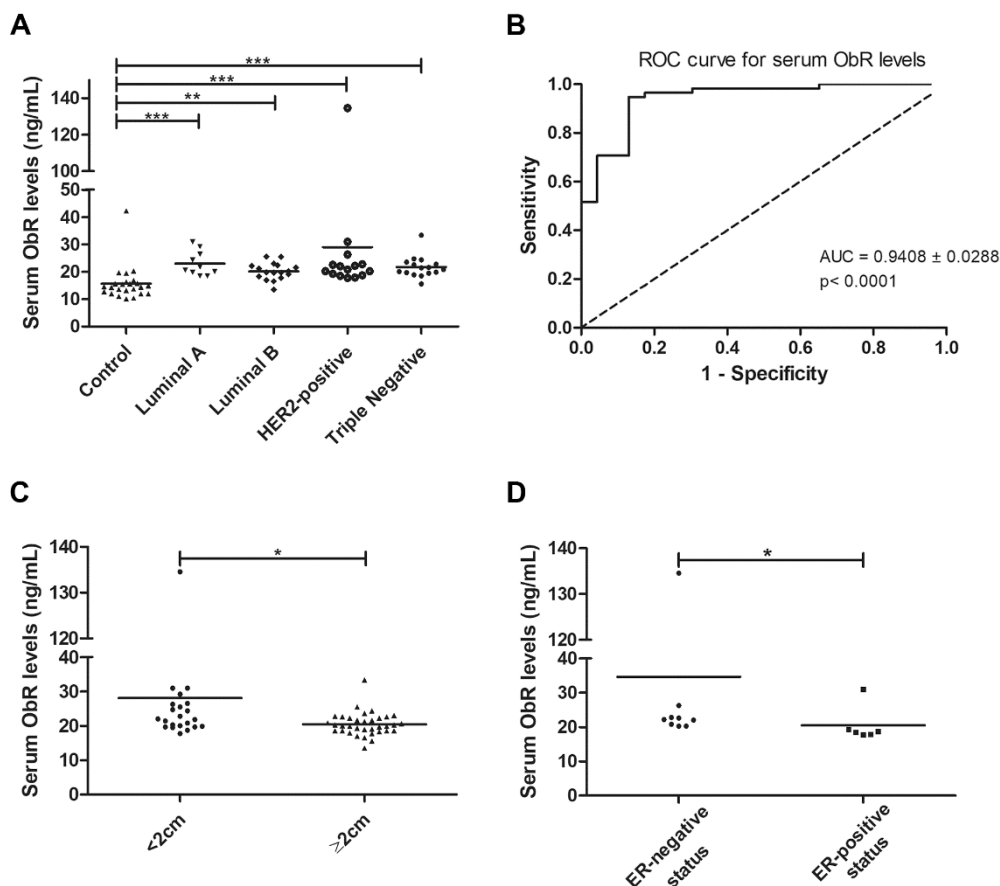 A
Serum ObR levels (ng/mL)
140
120
100
50
40
30
20
10
0
***
***
**
***
Control
Luminal A
Luminal B
HER2-positive
Triple Negative
B
ROC curve for serum ObR levels
Sensitivity
1.0
0.8
0.6
0.4
0.2
0.0
AUC = 0.9408 ± 0.0288
p< 0.0001
0.0 0.2 0.4 0.6 0.8 1.0
1 - Specificity
C
Serum ObR levels (ng/mL)
140
130
120
40
30
20
10
0
*
<2cm
≥2cm
D
Serum ObR levels (ng/mL)
140
130
120
40
30
20
10
0
*
ER-negative
status
ER-positive
status